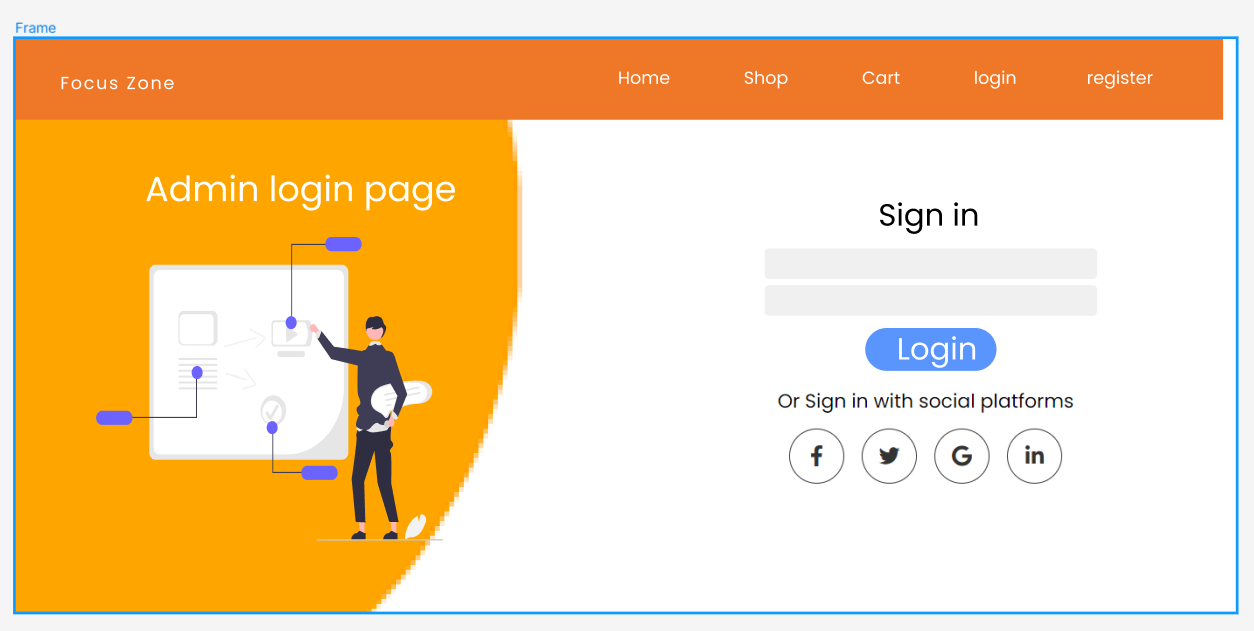 Frame
Focus Zone
Home Shop Cart login register
Admin login page
Sign in
Login
Or Sign in with social platforms